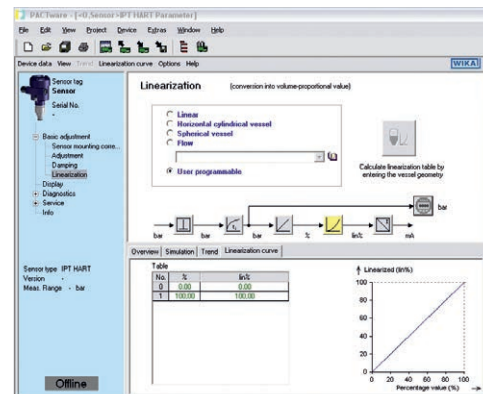 PACTware - [<0,Sensor>IPT HART Parameter]
File Edit View Project Device Extras Window Help
Device data View Trend Linearization curve Options Help
WIKA
Sensor tag
Sensor
Serial No.
-
Basic adjustment
Sensor mounting corre...
Adjustment
Damping
Linearization
Display
Diagnostics
Service
Info
Sensor type IPT HART
Version -
Meas. Range - bar
Offline
Linearization (conversion into volume-proportional value)
Linear
Horizontal cylindrical vessel
Spherical vessel
Flow
User programmable
Calculate linearization table by
entering the vessel geometry
bar
bar bar % lin% mA
Overview Simulation Trend Linearization curve
Table
No. % lin%
0 0,00 0,00
1 100,00 100,00
Linearized (lin%)
100
80
60
40
20
0
0 20 40 60 80 100
Percentage value (%)